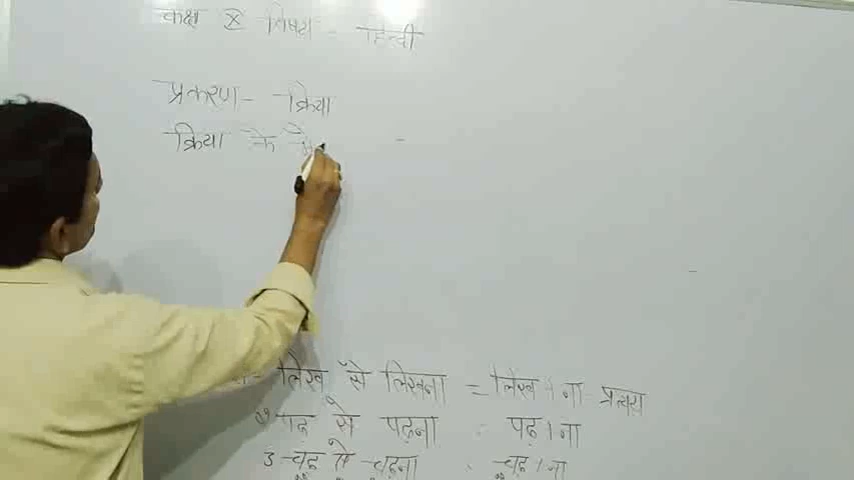 कक्ष X विषय - हिन्दी
प्रकरण - क्रिया
क्रिया के
लिख से लिखना = लिख + ना प्रत्यय
पढ़ से पढ़ना : पढ़ + ना
3 चढ़ से चढ़ना . चढ़ + ना